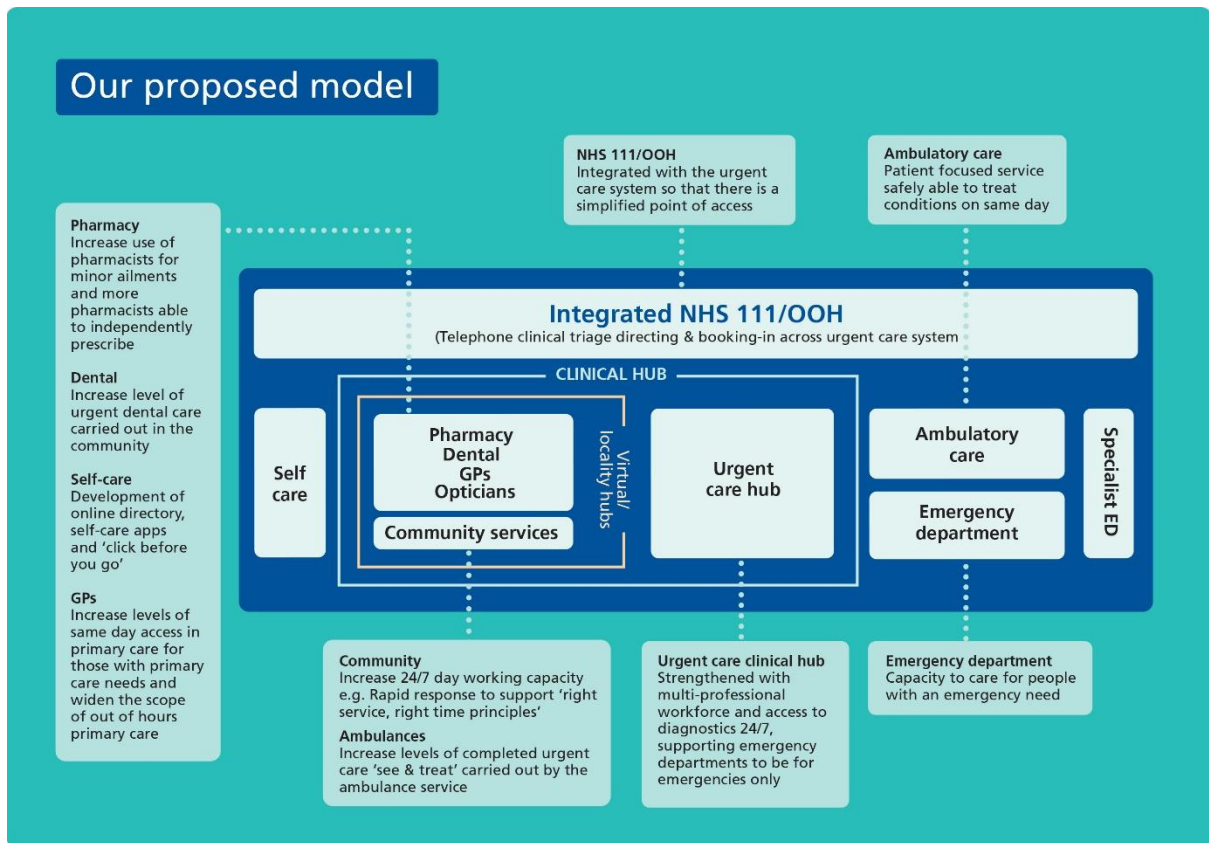 Our proposed model
NHS 111/OOH
Integrated with the urgent
care system so that there is a
simplified point of access
Ambulatory care
Patient focused service
safely able to treat
conditions on same day
Pharmacy
Increase use of
pharmacists for
minor ailments
and more
pharmacists able
to independently
prescribe
Dental
Increase level of
urgent dental care
carried out in the
community
Self-care
Development of
online directory,
self-care apps
and ‘click before
you go’
GPs
Increase levels of
same day access in
primary care for
those with primary
care needs and
widen the scope
of out of hours
primary care
Integrated NHS 111/OOH
(Telephone clinical triage directing & booking-in across urgent care system
CLINICAL HUB
Self
care
Pharmacy
Dental
GPs
Opticians
Community services
Virtual/
locality hubs
Urgent
care hub
Ambulatory
care
Emergency
department
Specialist ED
Community
Increase 24/7 day working capacity
e.g. Rapid response to support ‘right
service, right time principles‘
Ambulances
Increase levels of completed urgent
care ‘see & treat’ carried out by the
ambulance service
Urgent care clinical hub
Strengthened with
multi-professional
workforce and access to
diagnostics 24/7,
supporting emergency
departments to be for
emergencies only
Emergency department
Capacity to care for people
with an emergency need